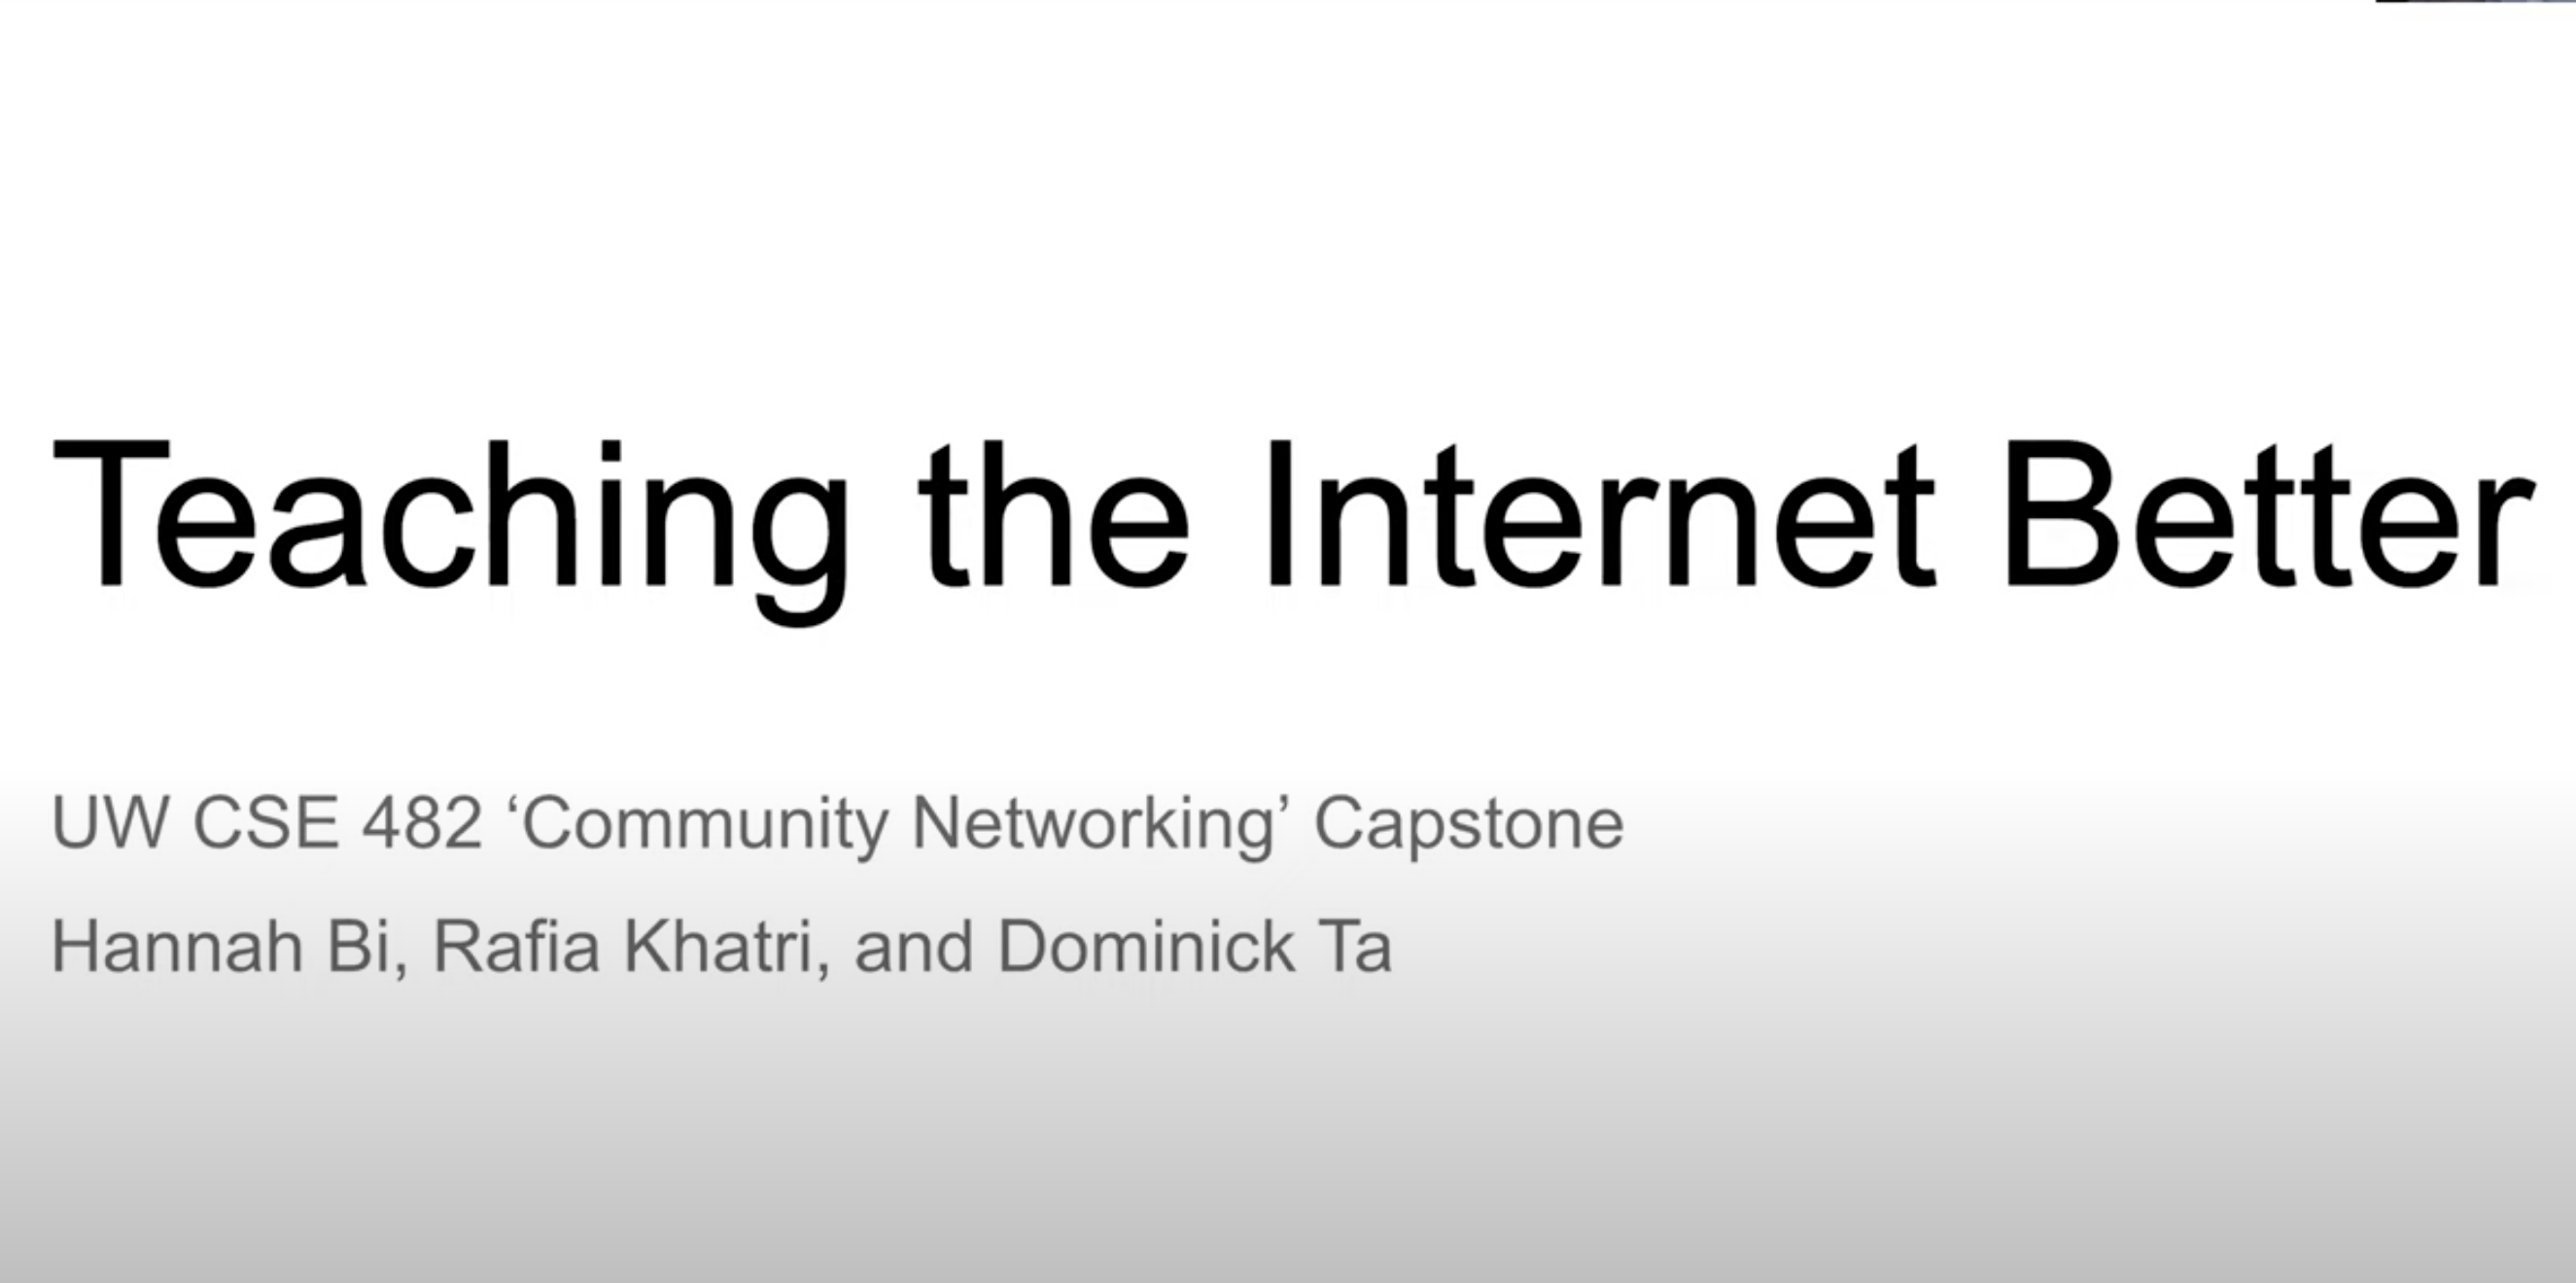 Teaching the Internet Better
UW CSE 482 ‘Community Networking’ Capstone
Hannah Bi, Rafia Khatri, and Dominick Ta